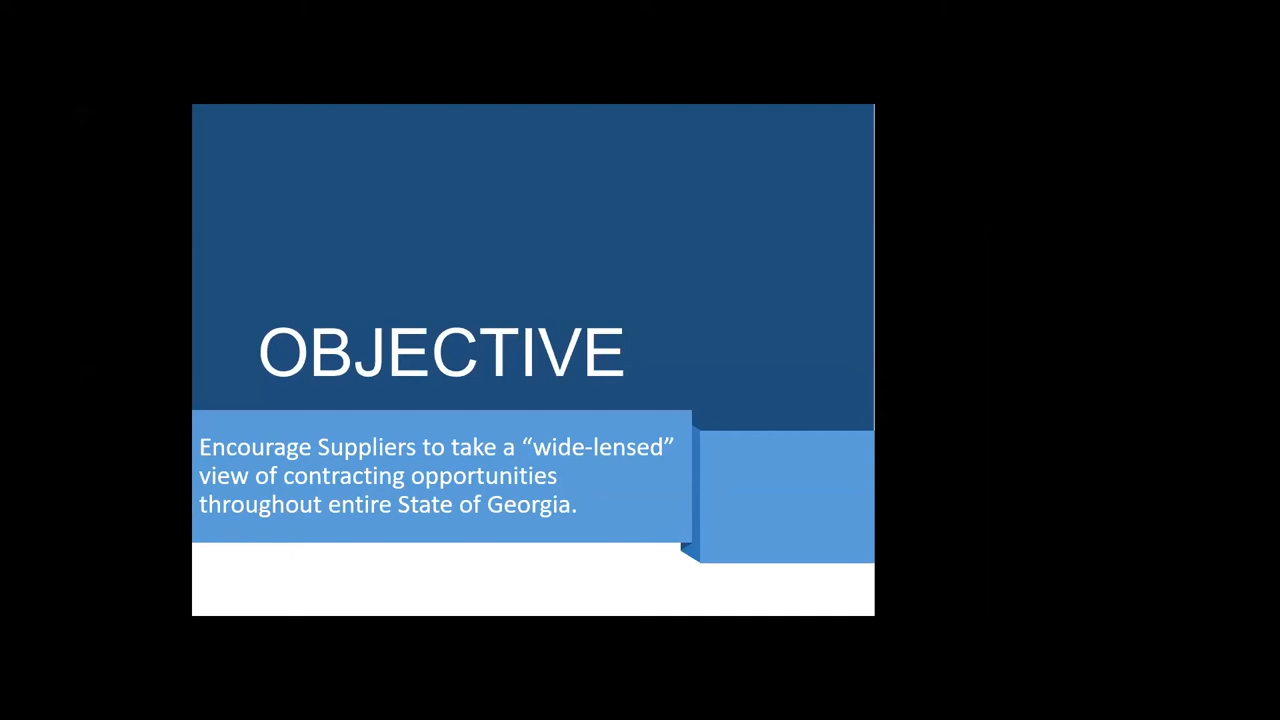 OBJECTIVE
Encourage Suppliers to take a “wide-lensed”
view of contracting opportunities
throughout entire State of Georgia.